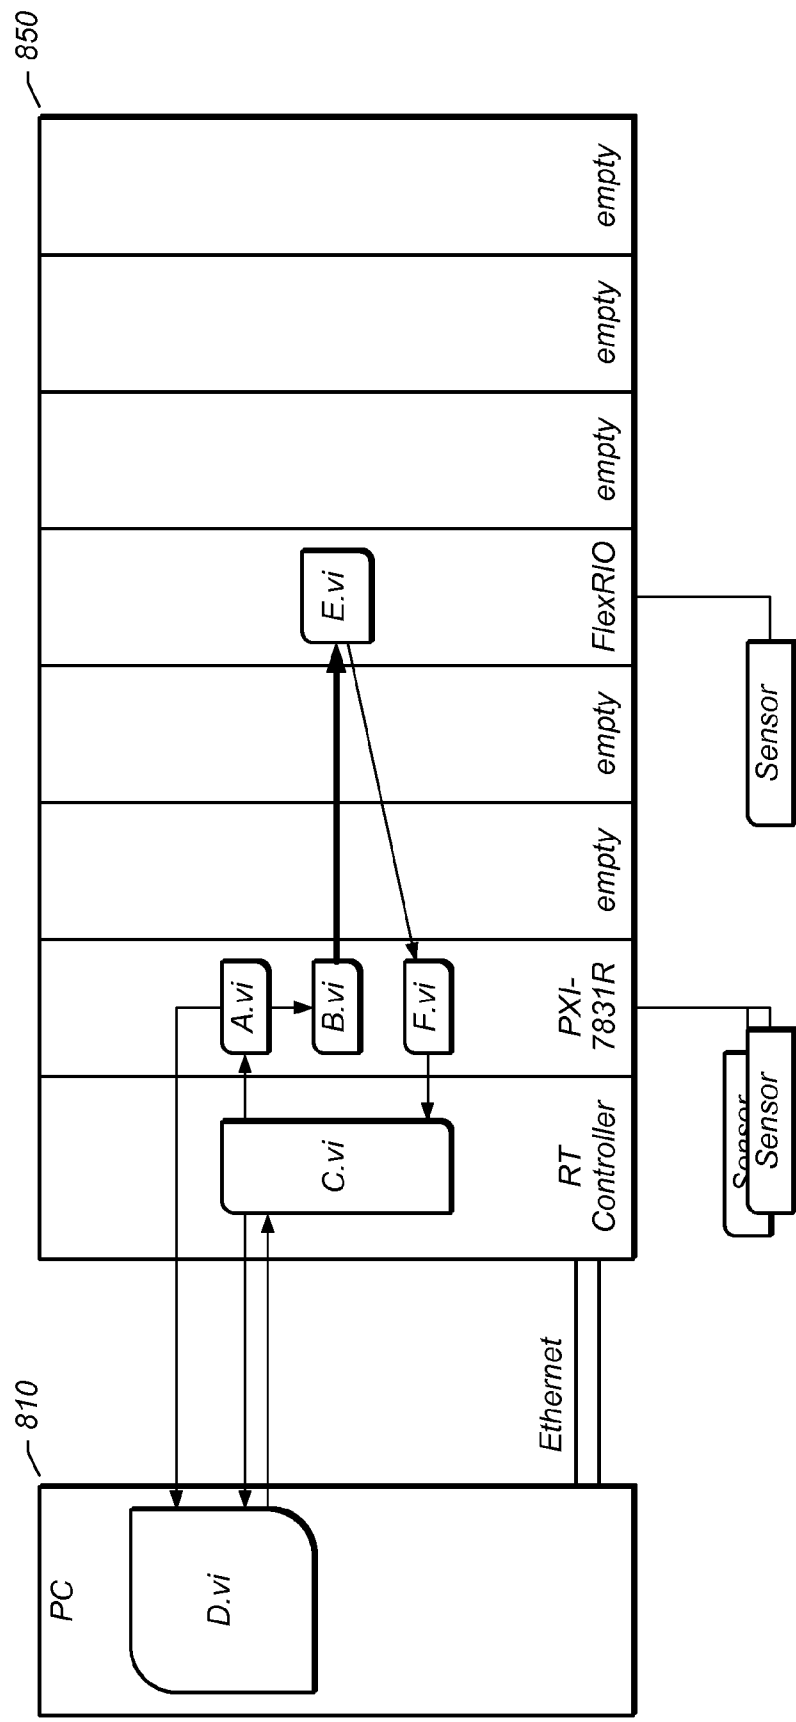 810
850
PC
D.vi
A.vi
C.vi
B.vi
E.vi
F.vi
Ethernet
RT
Controller
PXI-
7831R
empty
empty
FlexRIO
empty
empty
empty
Sensor
Sensor
Sensor